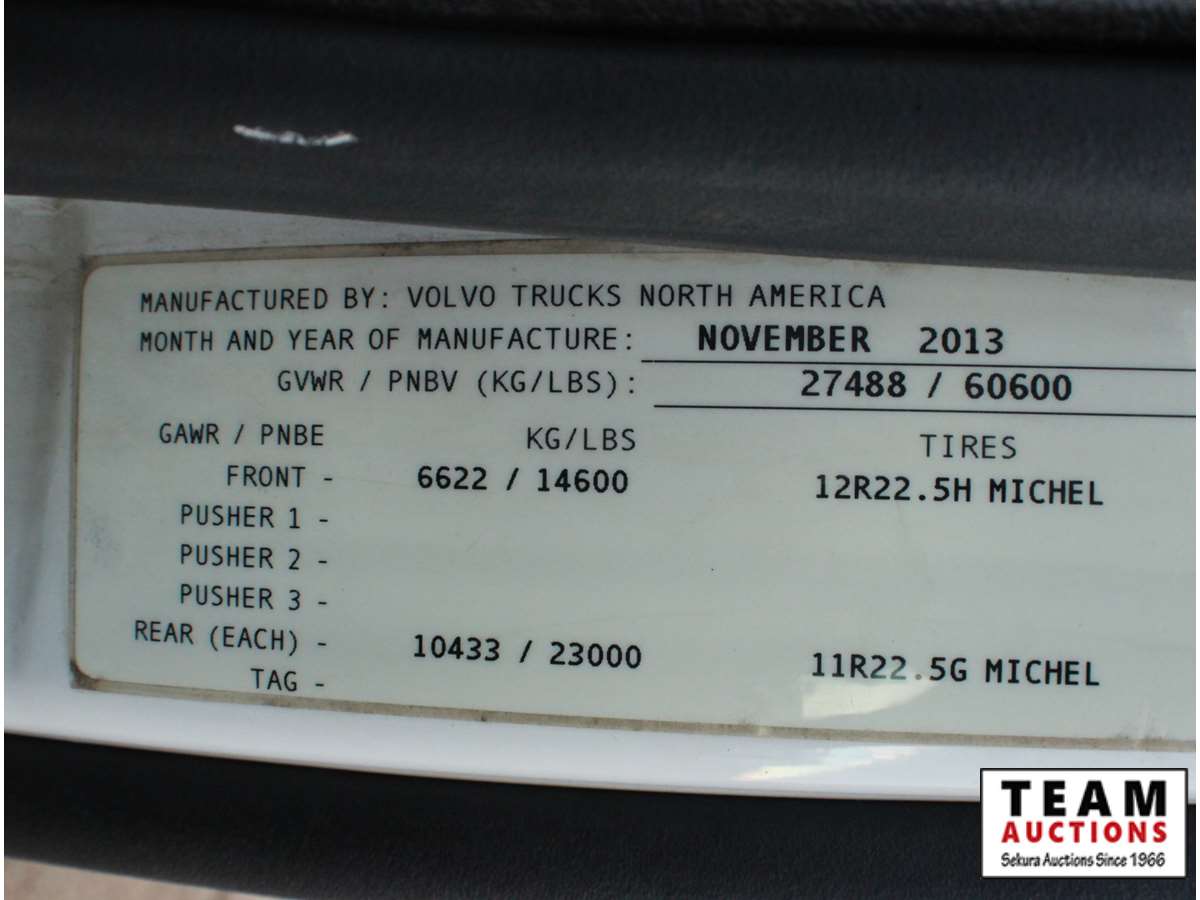 MANUFACTURED BY: VOLVO TRUCKS NORTH AMERICA
MONTH AND YEAR OF MANUFACTURE: NOVEMBER 2013
GVWR / PNBV (KG/LBS): 27488 / 60600
GAWR / PNBE KG/LBS TIRES
FRONT - 6622 / 14600 12R22.5H MICHEL
PUSHER 1 -
PUSHER 2 -
PUSHER 3 -
REAR (EACH) - 10433 / 23000 11R22.5G MICHEL
TAG -
TEAM
AUCTIONS
Sekura Auctions Since 1966